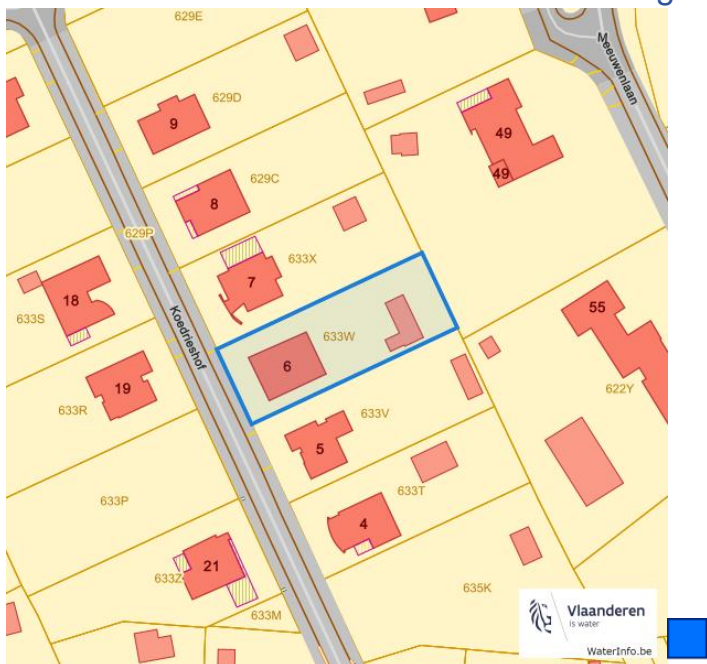 629E
Meeuwenlaan
629D
9
49
49
629C
8
629P
633X
7
18
633S
Koedrieshof
55
633W
6
19
633R
622Y
633V
5
633P
633T
4
21
633Z
635K
633M
Vlaanderen
is water
WaterInfo.be